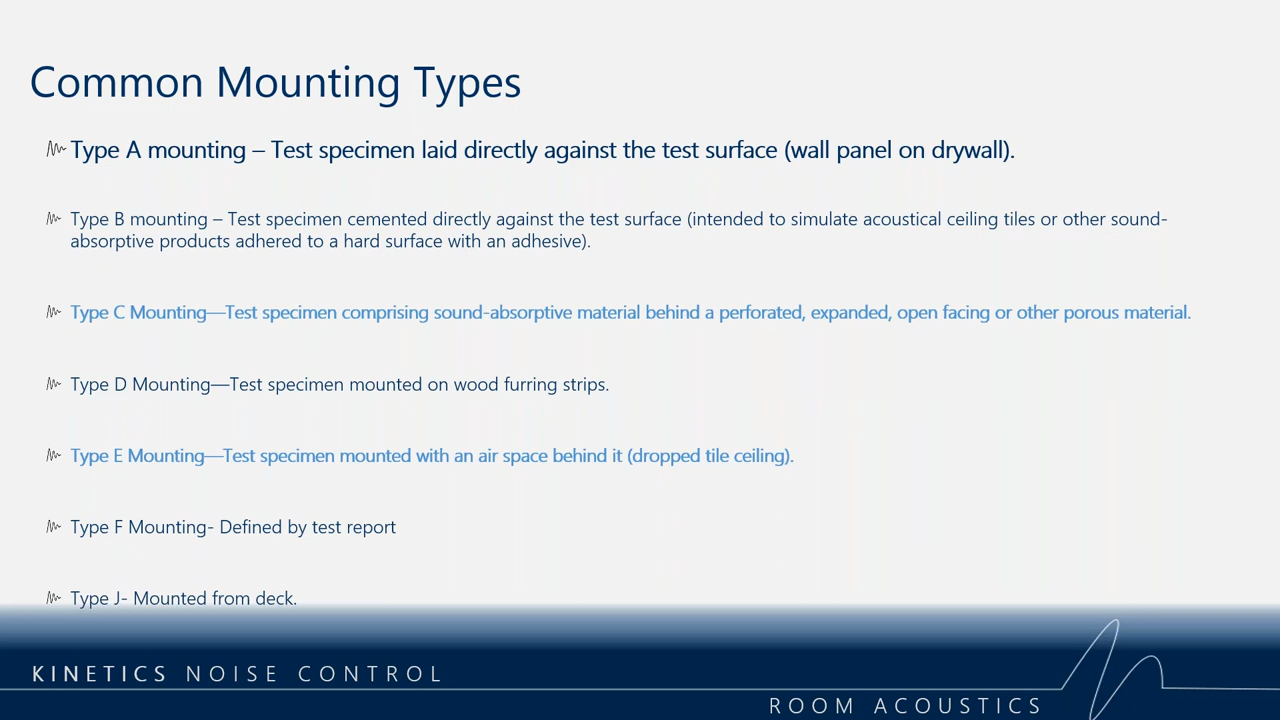 Common Mounting Types
Type A mounting – Test specimen laid directly against the test surface (wall panel on drywall).
Type B mounting – Test specimen cemented directly against the test surface (intended to simulate acoustical ceiling tiles or other sound-
absorptive products adhered to a hard surface with an adhesive).
Type C Mounting—Test specimen comprising sound-absorptive material behind a perforated, expanded, open facing or other porous material.
Type D Mounting—Test specimen mounted on wood furring strips.
Type E Mounting—Test specimen mounted with an air space behind it (dropped tile ceiling).
Type F Mounting- Defined by test report
Type J- Mounted from deck.
KINETICS NOISE CONTROL
ROOM ACOUSTICS